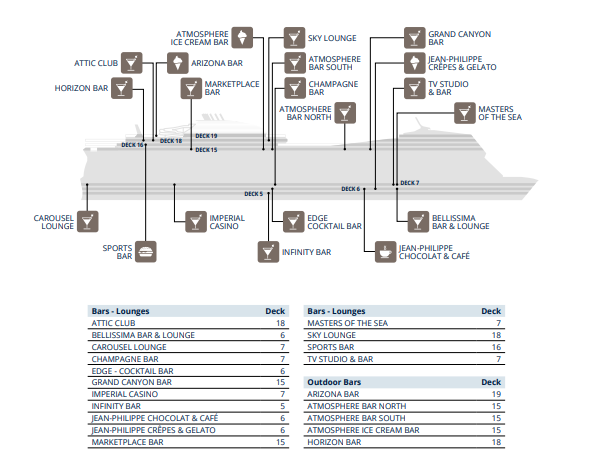 ATMOSPHERE
ICE CREAM BAR
SKY LOUNGE
GRAND CANYON
BAR
ATTIC CLUB
ARIZONA BAR
ATMOSPHERE
BAR SOUTH
JEAN-PHILIPPE
CRÊPES & GELATO
HORIZON BAR
MARKETPLACE
BAR
CHAMPAGNE
BAR
TV STUDIO
& BAR
ATMOSPHERE
BAR NORTH
MASTERS
OF THE SEA
DECK 19
DECK 18
DECK 16
DECK 15
DECK 7
DECK 6
DECK 5
CAROUSEL
LOUNGE
IMPERIAL
CASINO
EDGE
COCKTAIL BAR
BELLISSIMA
BAR & LOUNGE
SPORTS
BAR
INFINITY BAR
JEAN-PHILIPPE
CHOCOLAT & CAFÉ
Bars - Lounges Deck
ATTIC CLUB 18
BELLISSIMA BAR & LOUNGE 6
CAROUSEL LOUNGE 7
CHAMPAGNE BAR 7
EDGE - COCKTAIL BAR 6
GRAND CANYON BAR 15
IMPERIAL CASINO 7
INFINITY BAR 5
JEAN-PHILIPPE CHOCOLAT & CAFÉ 6
JEAN-PHILIPPE CRÊPES & GELATO 6
MARKETPLACE BAR 15
Bars - Lounges Deck
MASTERS OF THE SEA 7
SKY LOUNGE 18
SPORTS BAR 16
TV STUDIO & BAR 7
Outdoor Bars Deck
ARIZONA BAR 19
ATMOSPHERE BAR NORTH 15
ATMOSPHERE BAR SOUTH 15
ATMOSPHERE ICE CREAM BAR 15
HORIZON BAR 18